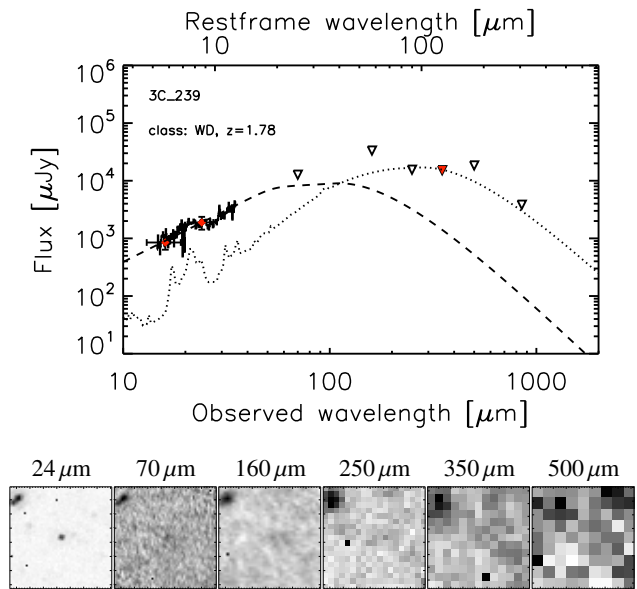 Restframe wavelength [μm]
10 100
10⁶
10⁵
10⁴
10³
10²
10¹
Flux [μJy]
3C_239
class: WD, z=1.78
10 100 1000
Observed wavelength [μm]
24 μm 70 μm 160 μm 250 μm 350 μm 500 μm